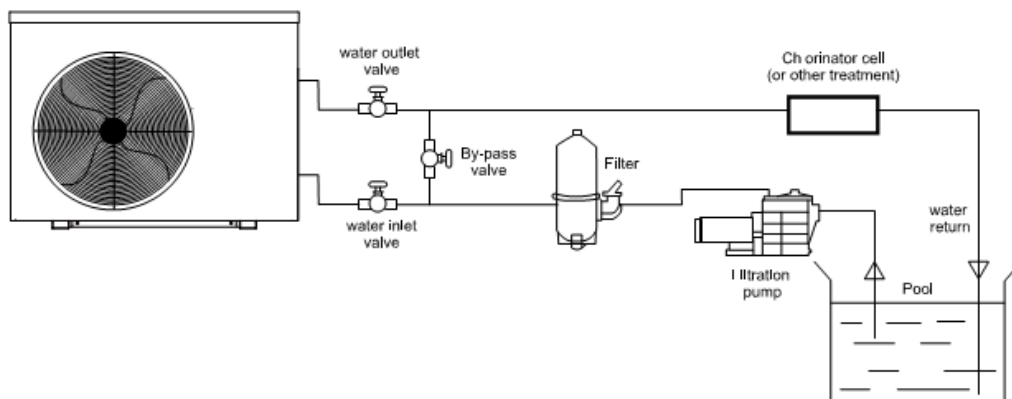 water outlet
valve
Ch orinator cell
(or other treatment)
By-pass
valve
Filter
water inlet
valve
water
return
I iltration
pump
Pool